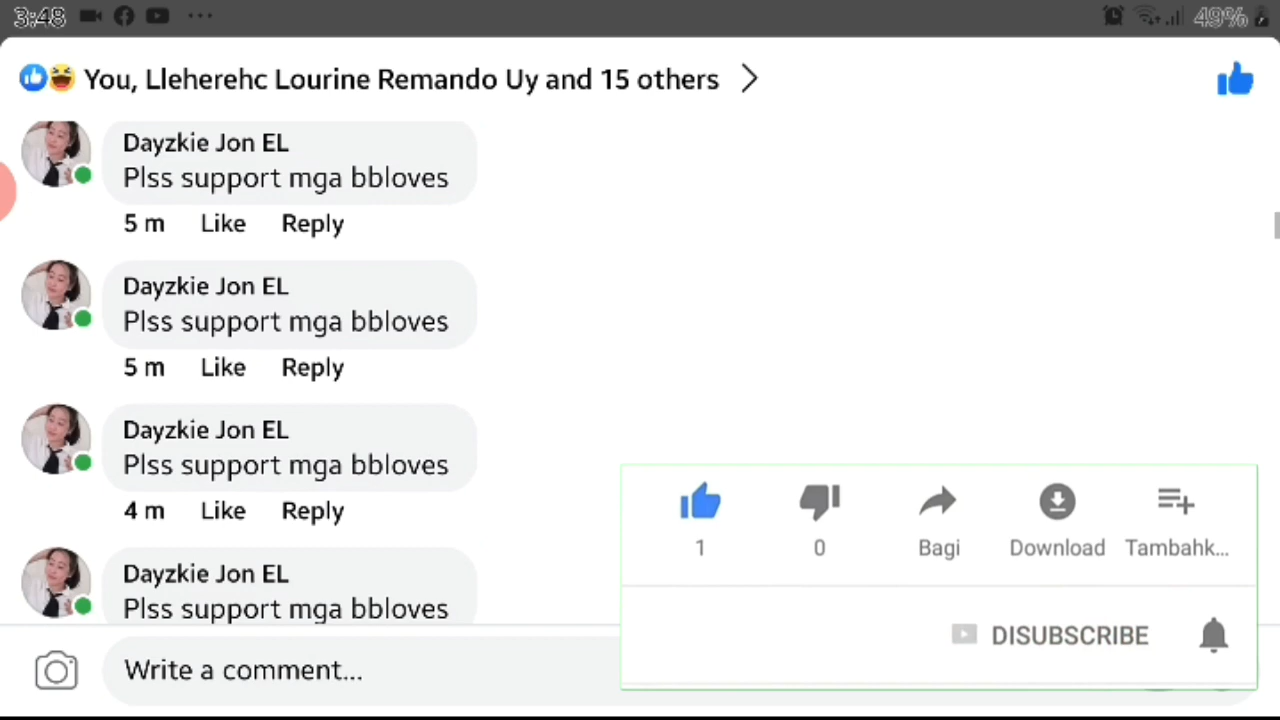 3:48
49%
You, Lleherehc Lourine Remando Uy and 15 others
Dayzkie Jon EL
Plss support mga bbloves
5 m Like Reply
Dayzkie Jon EL
Plss support mga bbloves
5 m Like Reply
Dayzkie Jon EL
Plss support mga bbloves
4 m Like Reply
Dayzkie Jon EL
Plss support mga bbloves
Write a comment...
1 0 Bagi Download Tambahk...
DISUBSCRIBE